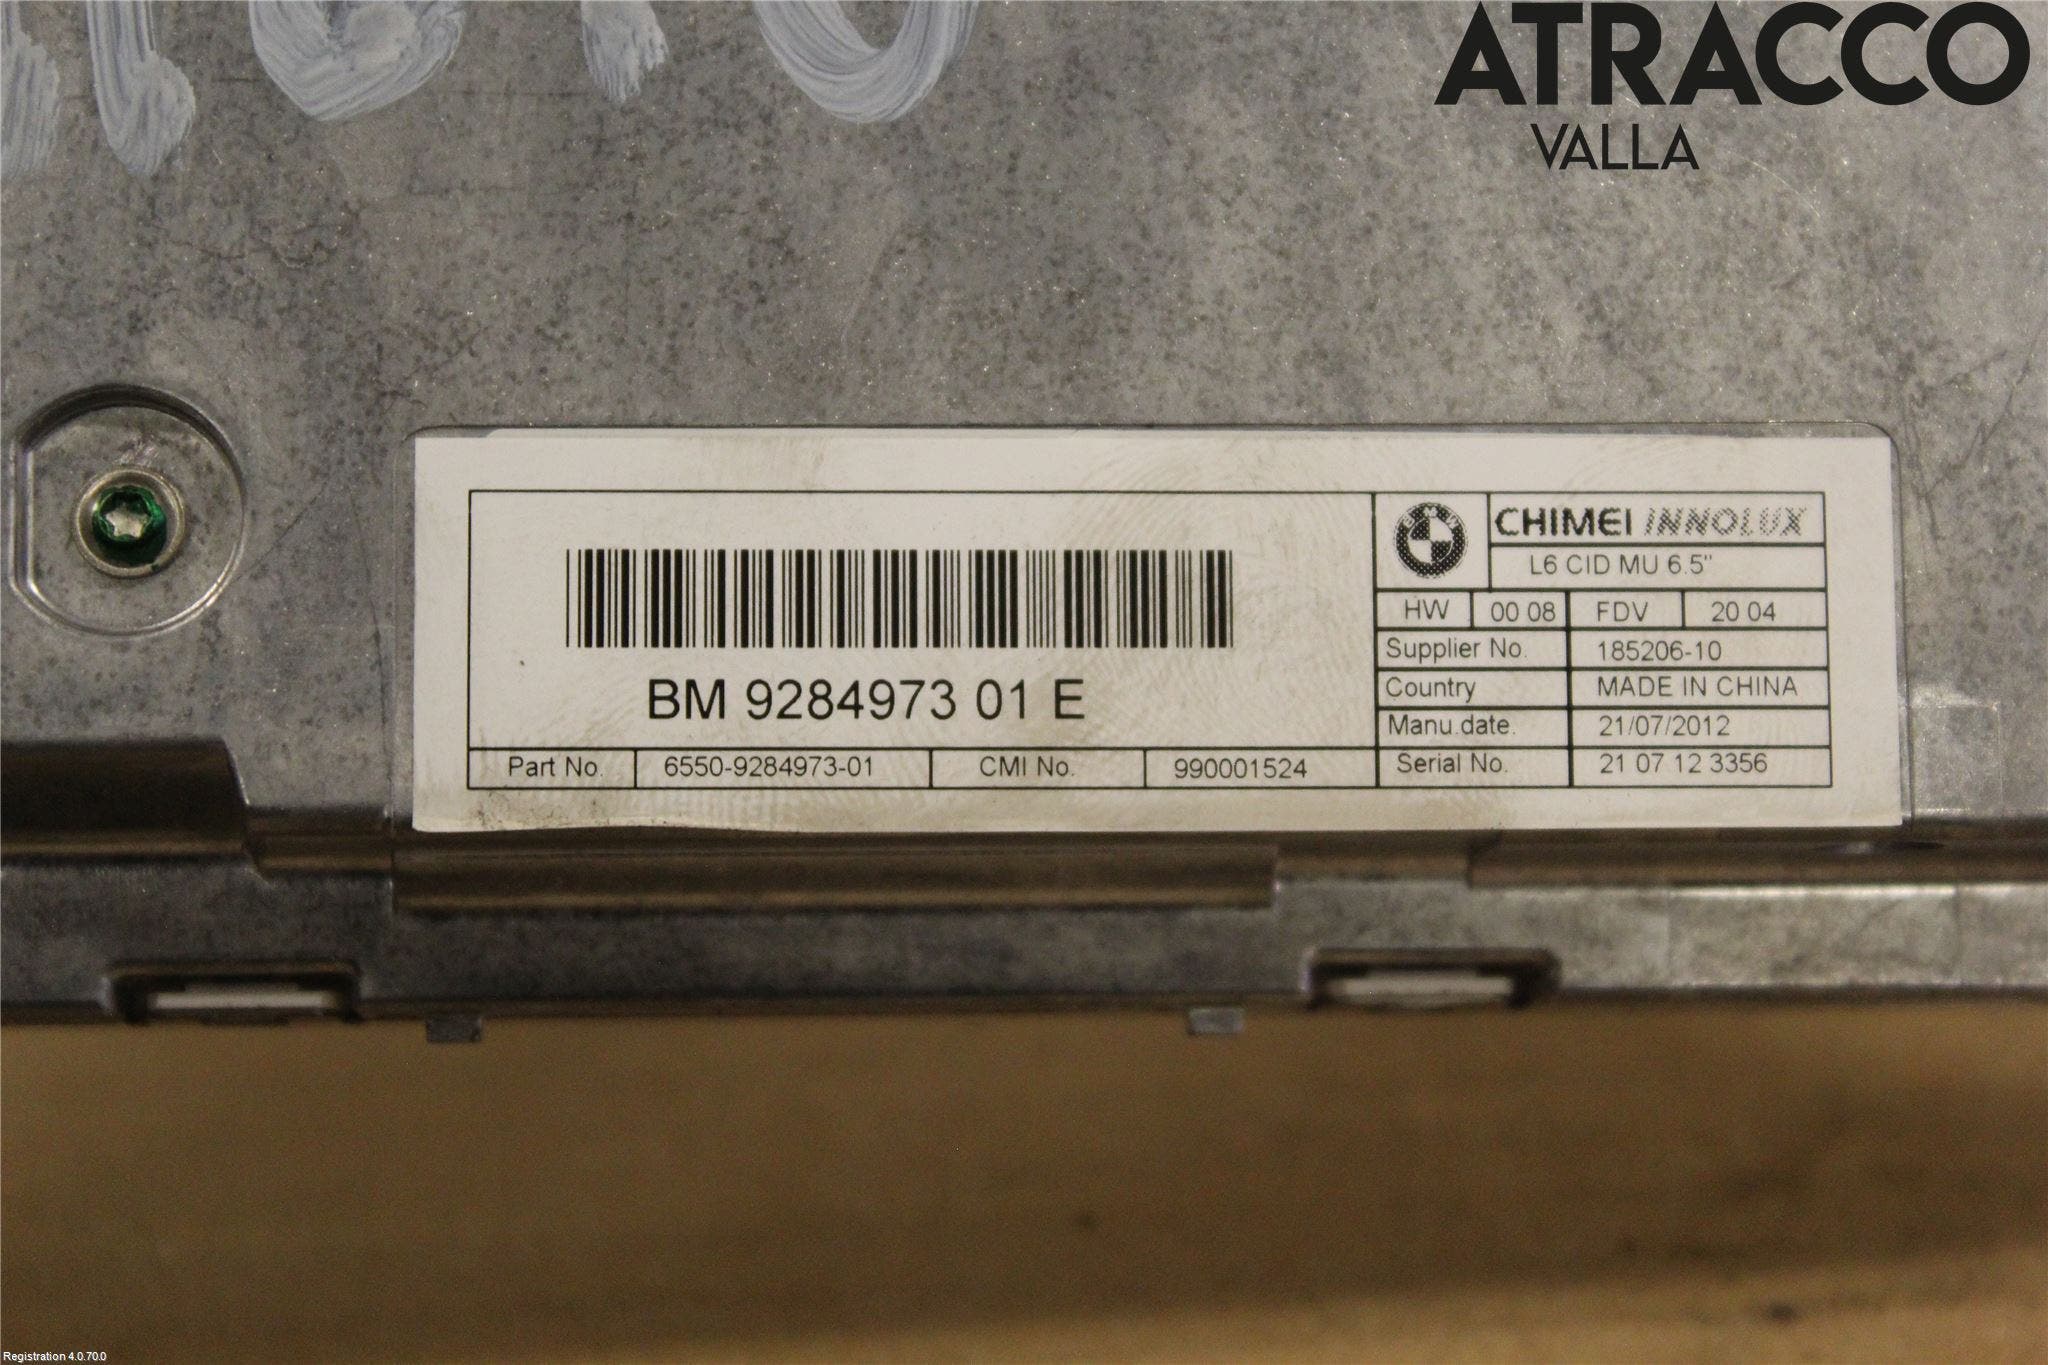 ATRACCO
VALLA
BMW
CHIMEI INNOLUX
L6 CID MU 6.5"
HW 00 08 FDV 20 04
Supplier No. 185206-10
Country MADE IN CHINA
Manu.date. 21/07/2012
Serial No. 21 07 12 3356
BM 9284973 01 E
Part No. 6550-9284973-01 CMI No. 990001524
Registration 4.0.70.0